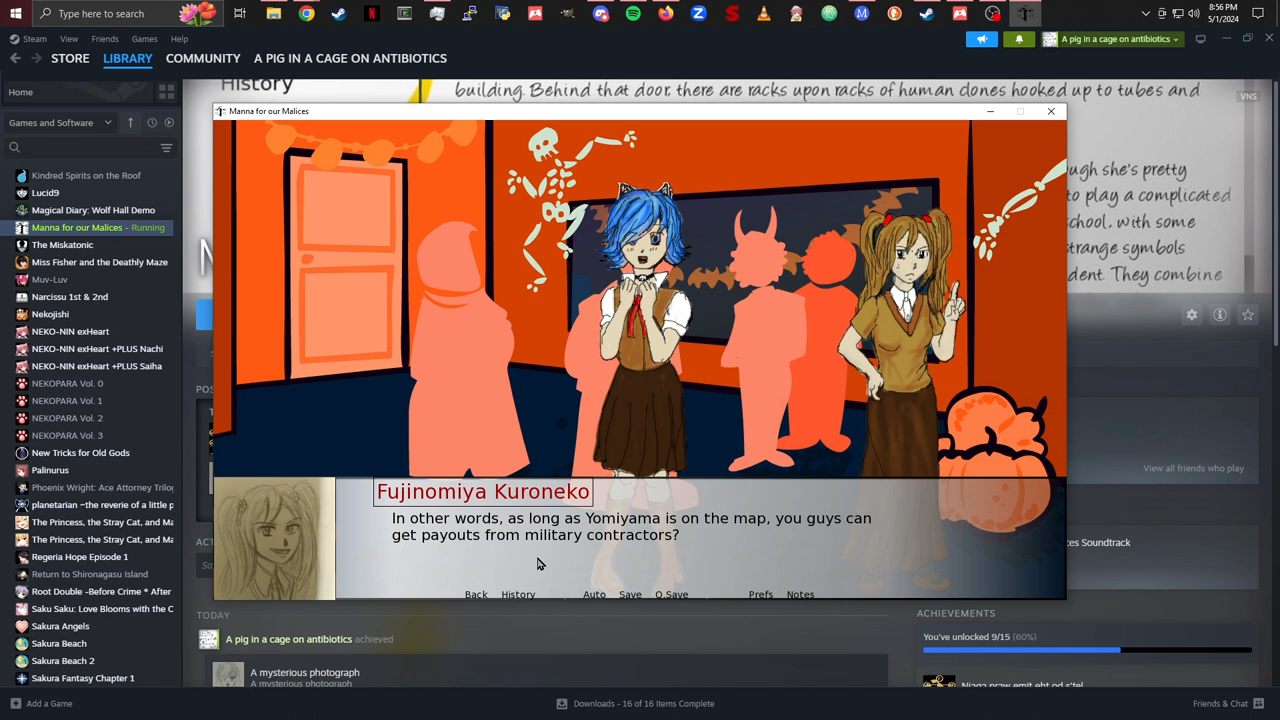 8:56 PM
5/1/2024
Steam View Friends Games Help
A pig in a cage on antibiotics
STORE LIBRARY COMMUNITY A PIG IN A CAGE ON ANTIBIOTICS
Home
Games and Software
Kindred Spirits on the Roof
Lucid9
Magical Diary: Wolf Hall Demo
Manna for our Malices - Running
The Miskatonic
Miss Fisher and the Deathly Maze
Muv-Luv
Narcissu 1st & 2nd
Nekojishi
NEKO-NIN exHeart
NEKO-NIN exHeart +PLUS Nachi
NEKO-NIN exHeart +PLUS Saiha
NEKOPARA Vol. 0
NEKOPARA Vol. 1
NEKOPARA Vol. 2
NEKOPARA Vol. 3
New Tricks for Old Gods
Palinurus
Phoenix Wright: Ace Attorney Trilog
planetarian ~the reverie of a little p
The Princess, the Stray Cat, and Ma
The Princess, the Stray Cat, and Ma
Regeria Hope Episode 1
Return to Shironagasu Island
Root Double -Before Crime * After
Saku Saku: Love Blooms with the C
Sakura Angels
Sakura Beach
Sakura Beach 2
Sakura Fantasy Chapter 1
History
building. Behind that door, there are racks upon racks of human clones hooked up to tubes and
VNS
ugh she's pretty
to play a complicated
school, with some
strange symbols
dent. They combine
Manna for our Malices
Fujinomiya Kuroneko
In other words, as long as Yomiyama is on the map, you guys can
get payouts from military contractors?
Back History Auto Save Q.Save Prefs Notes
View all friends who play
ces Soundtrack
TODAY
A pig in a cage on antibiotics achieved
A mysterious photograph
A mysterious photograph
ACHIEVEMENTS
You've unlocked 9/15 (60%)
Add a Game
Downloads - 16 of 16 Items Complete
Friends & Chat